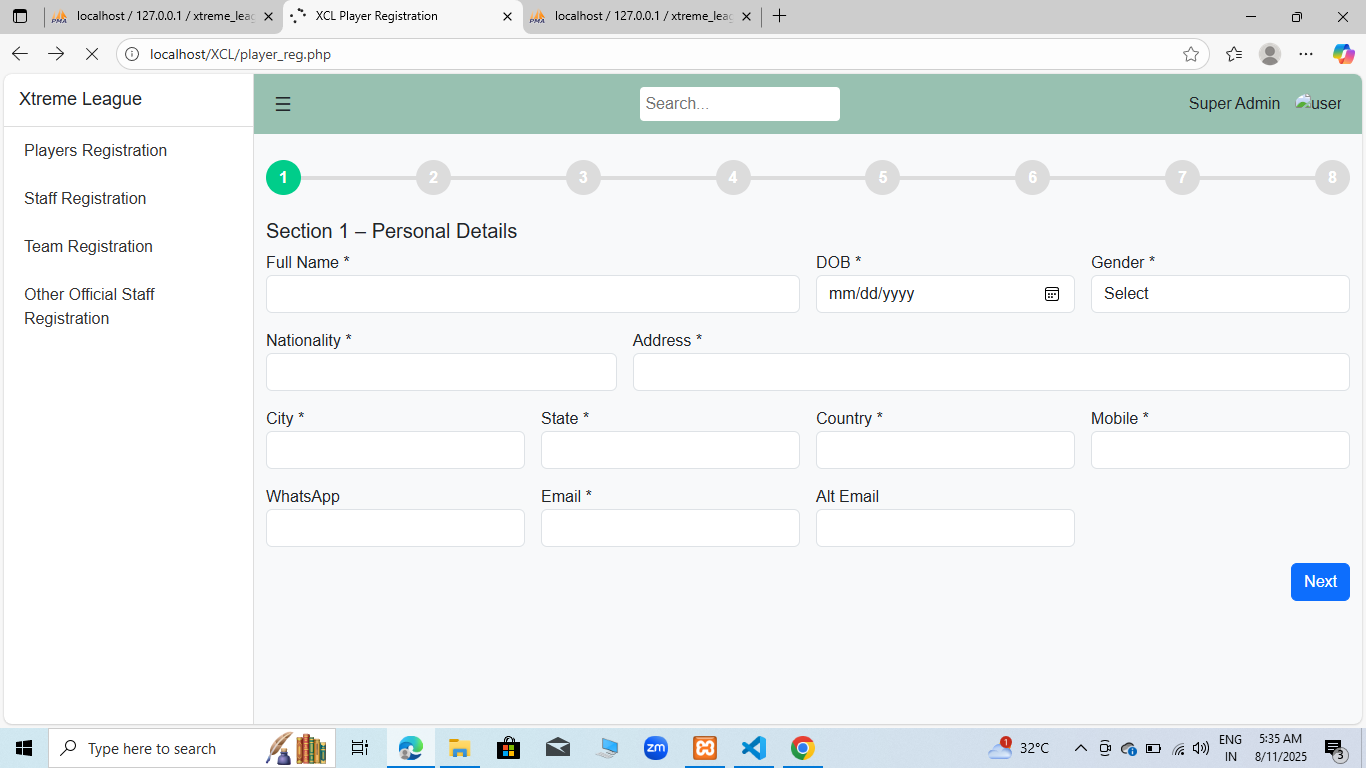 localhost / 127.0.0.1 / xtreme_leag
XCL Player Registration
localhost / 127.0.0.1 / xtreme_leag
localhost/XCL/player_reg.php
Xtreme League
Search...
Super Admin
user
Players Registration
Staff Registration
Team Registration
Other Official Staff
Registration
1 2 3 4 5 6 7 8
Section 1 – Personal Details
Full Name * DOB * Gender *
mm/dd/yyyy Select
Nationality * Address *
City * State * Country * Mobile *
WhatsApp Email * Alt Email
Next
Type here to search
zm
1
32°C
ENG
IN
5:35 AM
8/11/2025
3